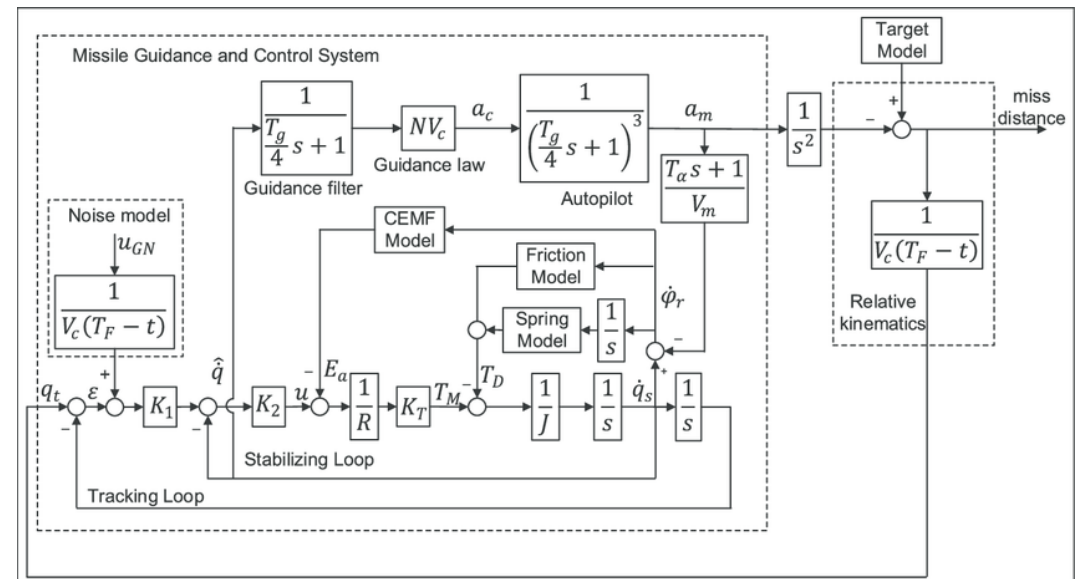 Target
Model
Missile Guidance and Control System
1
T_g/4 s + 1
Guidance filter
NV_c
Guidance law
a_c
1
(T_g/4 s + 1)^3
Autopilot
a_m
1/s^2
+
−
miss
distance
T_α s + 1
V_m
Noise model
u_GN
1
V_c(T_F − t)
CEMF
Model
Friction
Model
Spring
Model
1/s
φ̇_r
−
+
1
V_c(T_F − t)
Relative
kinematics
q_t
−
ε
+
K_1
q̇̂
−
K_2
u
−
E_a
1/R
K_T
T_M
−
T_D
1/J
1/s
q̇_s
1/s
Stabilizing Loop
Tracking Loop